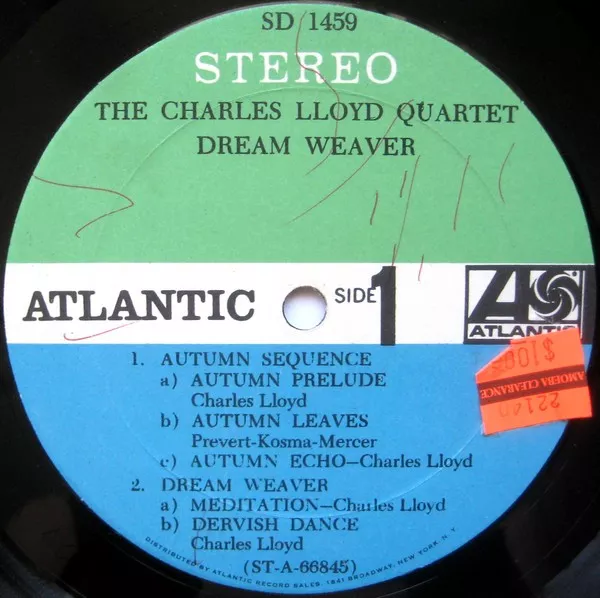 SD 1459
STEREO
THE CHARLES LLOYD QUARTET
DREAM WEAVER
ATLANTIC
SIDE 1
ATLANTIC
$1.00
AMOEBA CLEARANCE
1. AUTUMN SEQUENCE
a) AUTUMN PRELUDE
Charles Lloyd
b) AUTUMN LEAVES
Prevert-Kosma-Mercer
c) AUTUMN ECHO—Charles Lloyd
2. DREAM WEAVER
a) MEDITATION—Charles Lloyd
b) DERVISH DANCE
Charles Lloyd
(ST-A-66845)
DISTRIBUTED BY ATLANTIC RECORD SALES, 1841 BROADWAY, NEW YORK, N. Y.